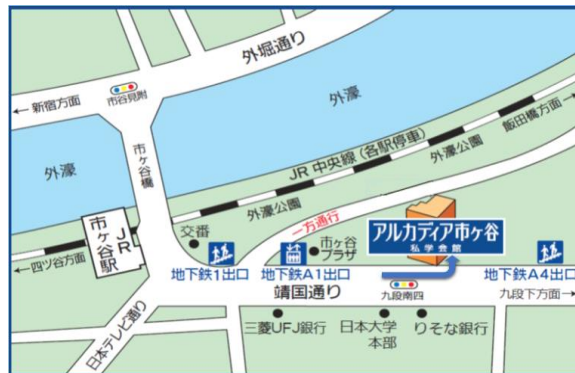 外堀通り
←新宿方面
市谷見附
外濠
飯田橋方面→
外濠
市ヶ谷橋
JR 中央線(各駅停車)
外濠公園
外濠公園
JR
市ヶ谷駅
交番
一方通行
市ヶ谷
プラザ
アルカディア市ヶ谷
私学会館
←四ツ谷方面
地下鉄1出口
地下鉄A1出口
地下鉄A4出口
靖国通り
九段南四
九段下方面→
日本テレビ通り
三菱UFJ銀行
日本大学
本部
りそな銀行